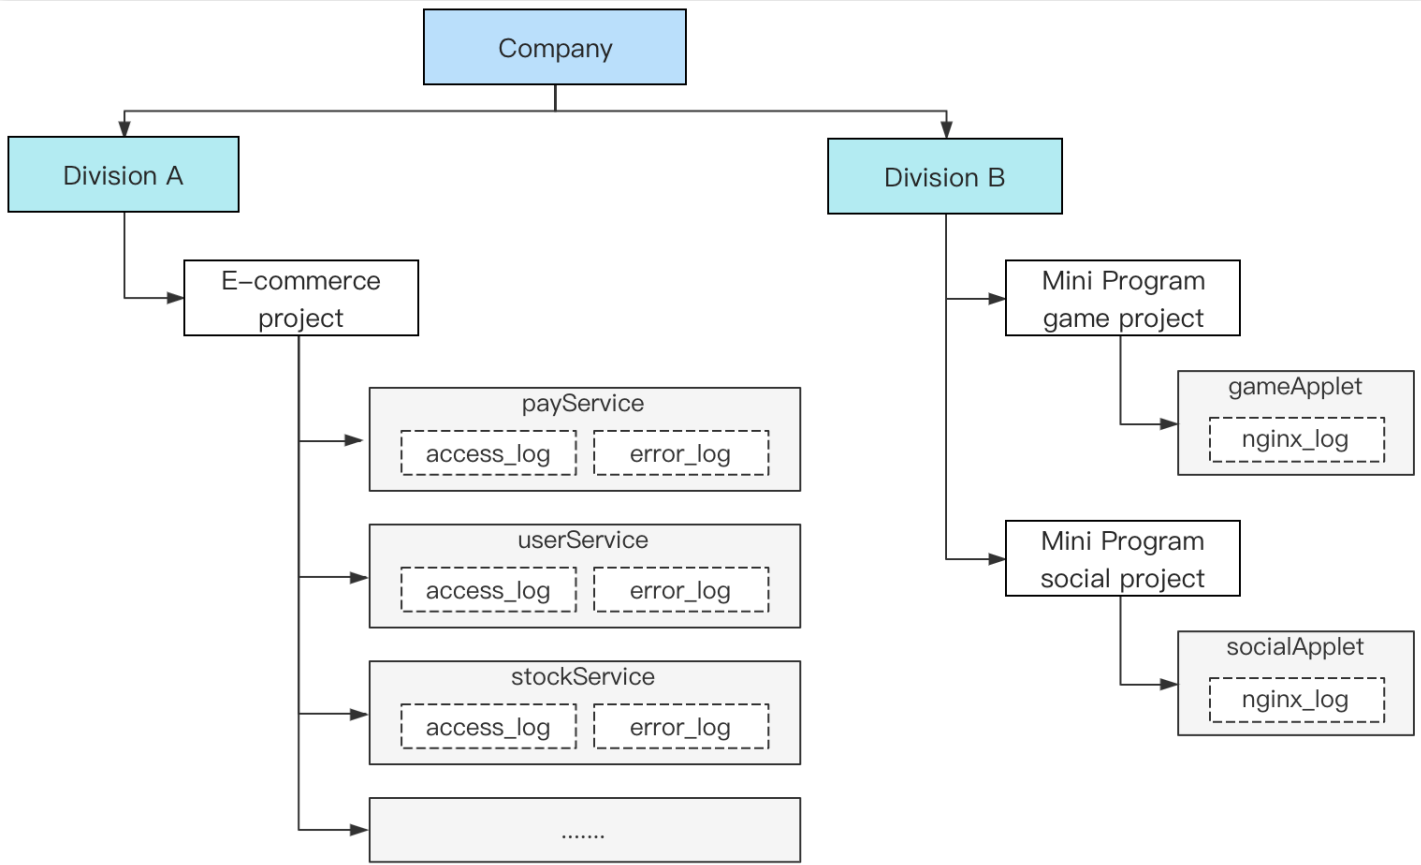 Company
Division A
Division B
E-commerce
project
Mini Program
game project
payService
access_log error_log
gameApplet
nginx_log
userService
access_log error_log
Mini Program
social project
stockService
access_log error_log
socialApplet
nginx_log
.......